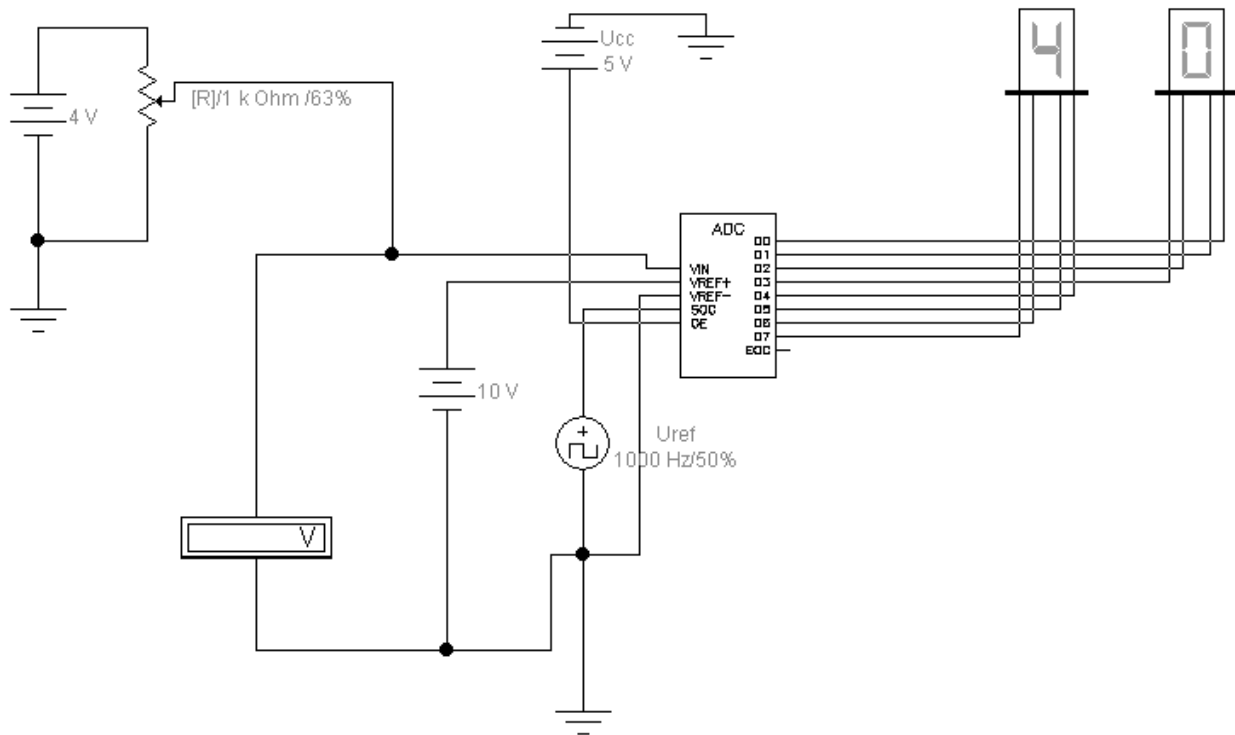 Ucc
5 V
4
0
4 V
[R]/1 k Ohm /63%
ADC
VIN
VREF+
VREF-
SOC
OE
D0
D1
D2
D3
D4
D5
D6
D7
EOC
10 V
Uref
1000 Hz/50%
V